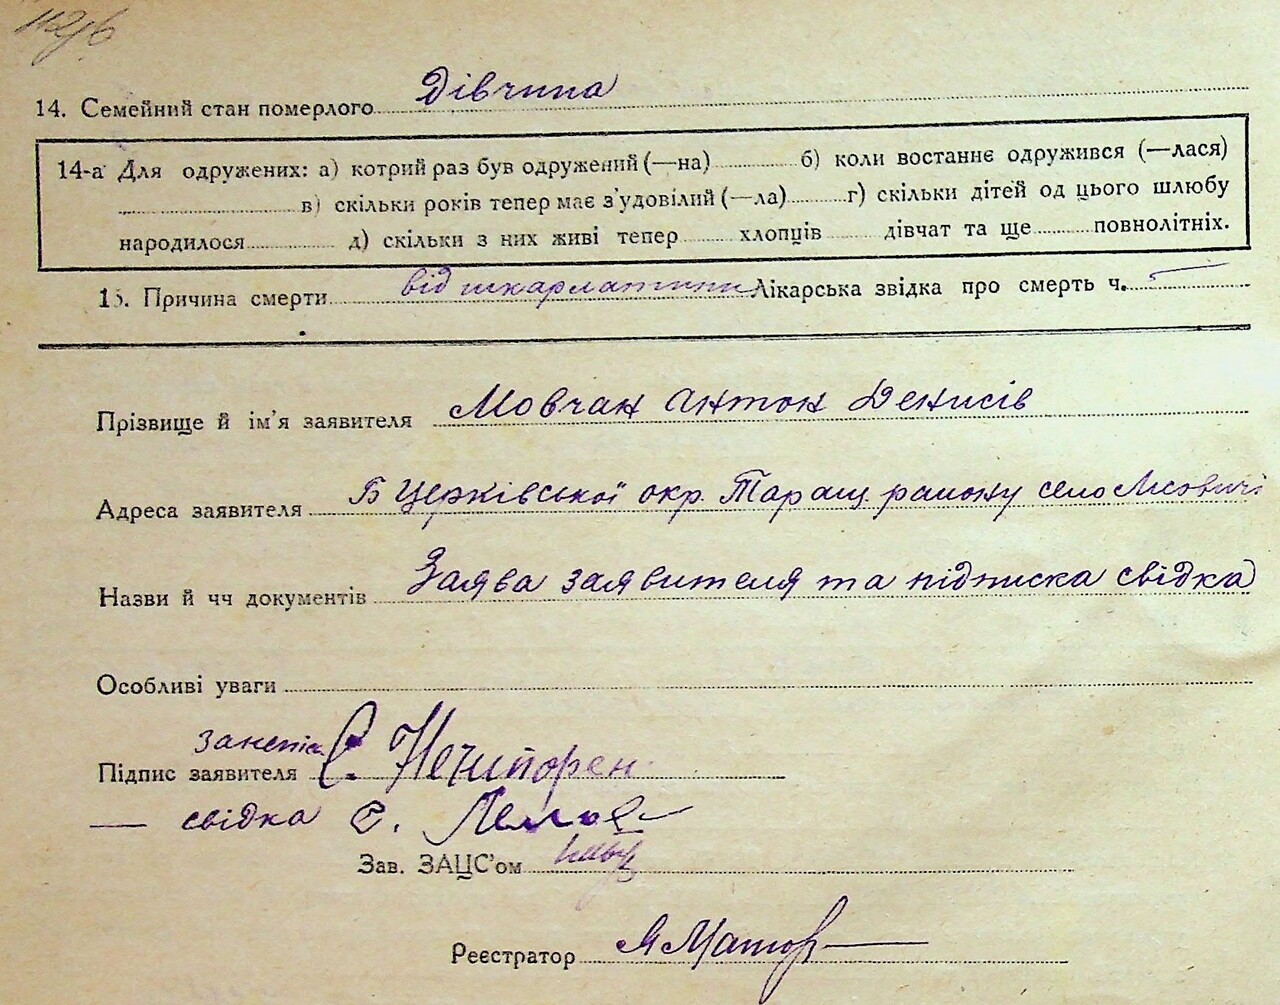 14. Семейний стан померлого Дівчина
14-а Для одружених: а) котрий раз був одружений (—на) б) коли востаннє одружився (—лася)
в) скільки років тепер має з'удовілий (—ла) г) скільки дітей од цього шлюбу
народилося д) скільки з них живі тепер хлопців дівчат та ще повнолітніх.
15. Причина смерти від шкарлатини Лікарська звідка про смерть ч. —
Прізвище й ім'я заявителя Мовчан Антон Денисів
Адреса заявителя Б Церківської окр. Таращ. району село Лисовичі
Назви й чч документів Заява заявителя та підписка свідка
Особливі уваги
Підпис заявителя С. Нечипорен
— свідка С.
Зав. ЗАЦС'ом
Реєстратор